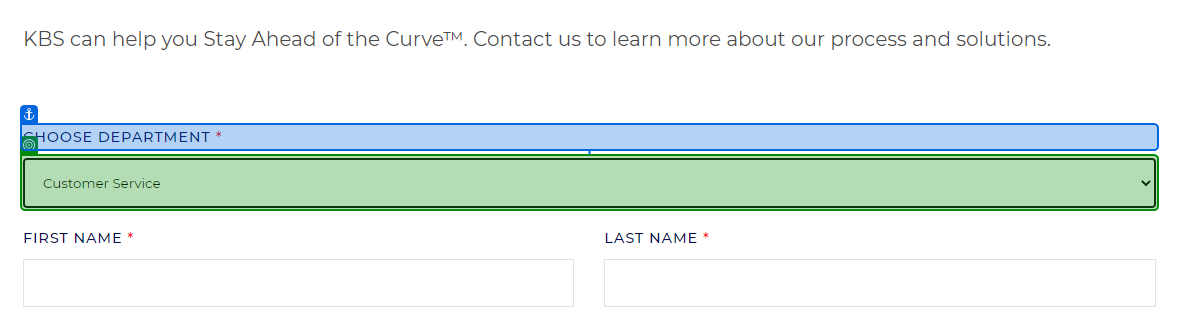 KBS can help you Stay Ahead of the Curve™. Contact us to learn more about our process and solutions.
CHOOSE DEPARTMENT *
Customer Service
FIRST NAME *
LAST NAME *